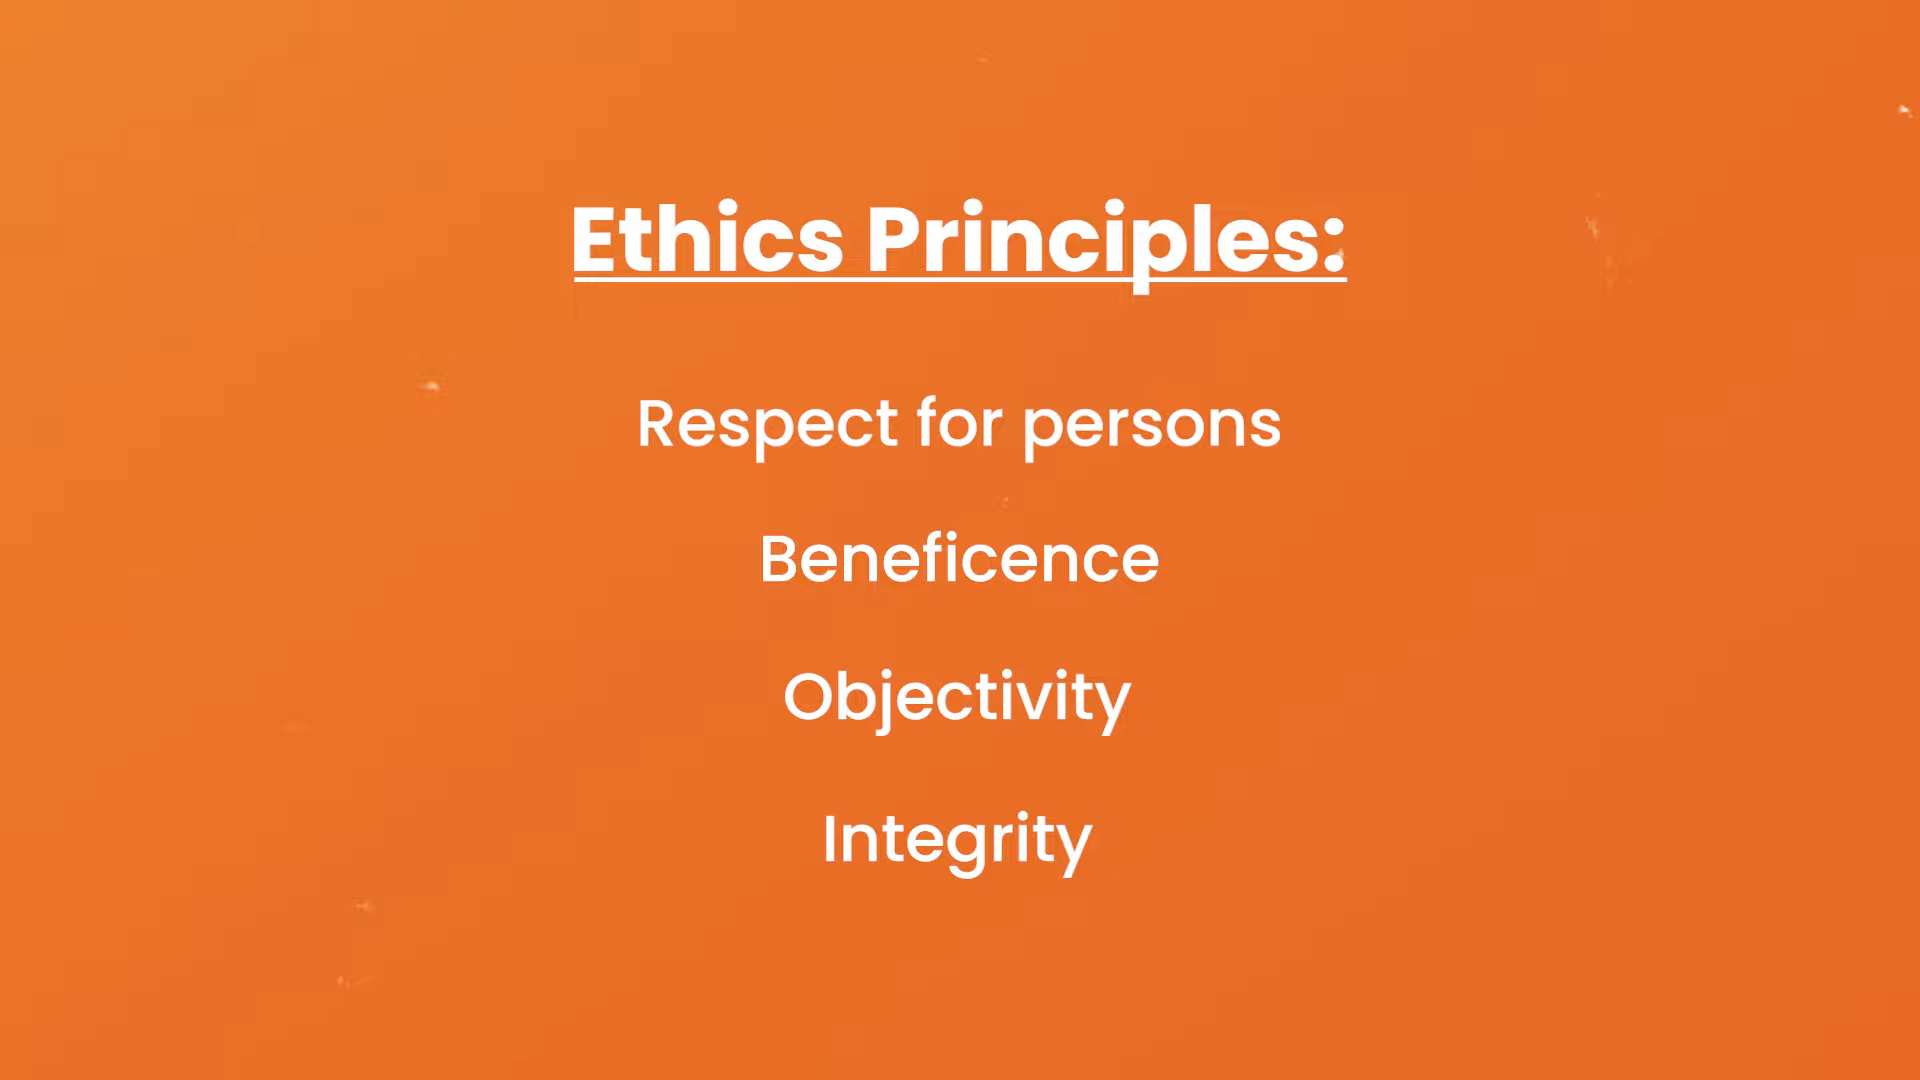 Ethics Principles:
Respect for persons
Beneficence
Objectivity
Integrity